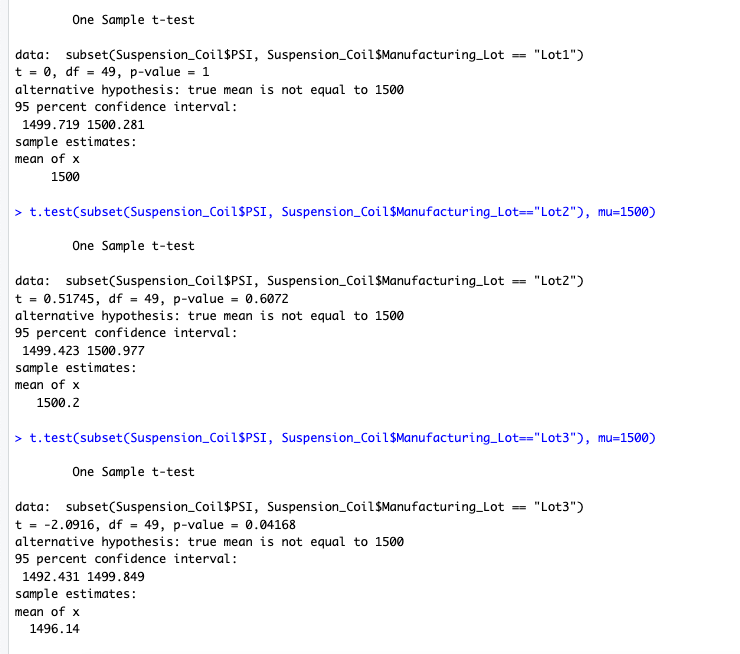 One Sample t-test
data:  subset(Suspension_Coil$PSI, Suspension_Coil$Manufacturing_Lot == "Lot1")
t = 0, df = 49, p-value = 1
alternative hypothesis: true mean is not equal to 1500
95 percent confidence interval:
 1499.719 1500.281
sample estimates:
mean of x
     1500
> t.test(subset(Suspension_Coil$PSI, Suspension_Coil$Manufacturing_Lot=="Lot2"), mu=1500)
One Sample t-test
data:  subset(Suspension_Coil$PSI, Suspension_Coil$Manufacturing_Lot == "Lot2")
t = 0.51745, df = 49, p-value = 0.6072
alternative hypothesis: true mean is not equal to 1500
95 percent confidence interval:
 1499.423 1500.977
sample estimates:
mean of x
   1500.2
> t.test(subset(Suspension_Coil$PSI, Suspension_Coil$Manufacturing_Lot=="Lot3"), mu=1500)
One Sample t-test
data:  subset(Suspension_Coil$PSI, Suspension_Coil$Manufacturing_Lot == "Lot3")
t = -2.0916, df = 49, p-value = 0.04168
alternative hypothesis: true mean is not equal to 1500
95 percent confidence interval:
 1492.431 1499.849
sample estimates:
mean of x
  1496.14